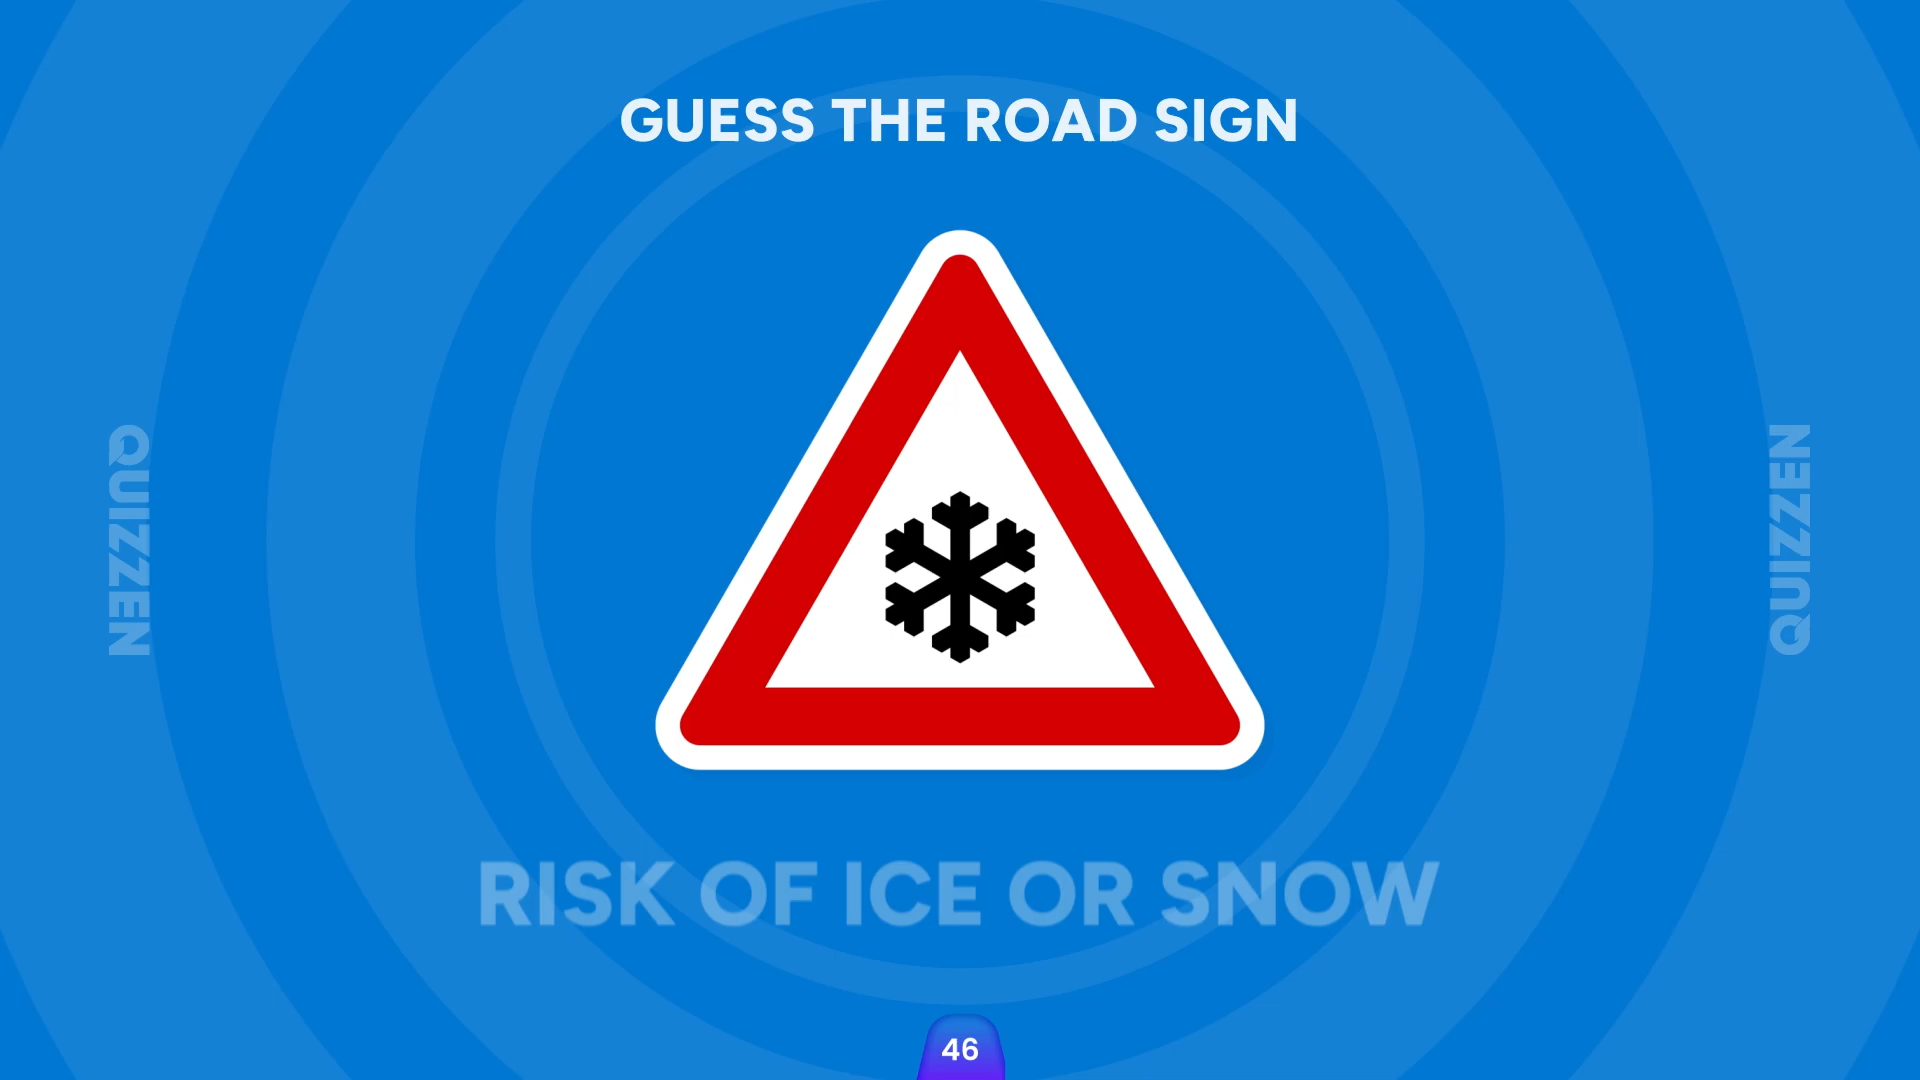 GUESS THE ROAD SIGN
QUIZZEN
QUIZZEN
RISK OF ICE OR SNOW
46